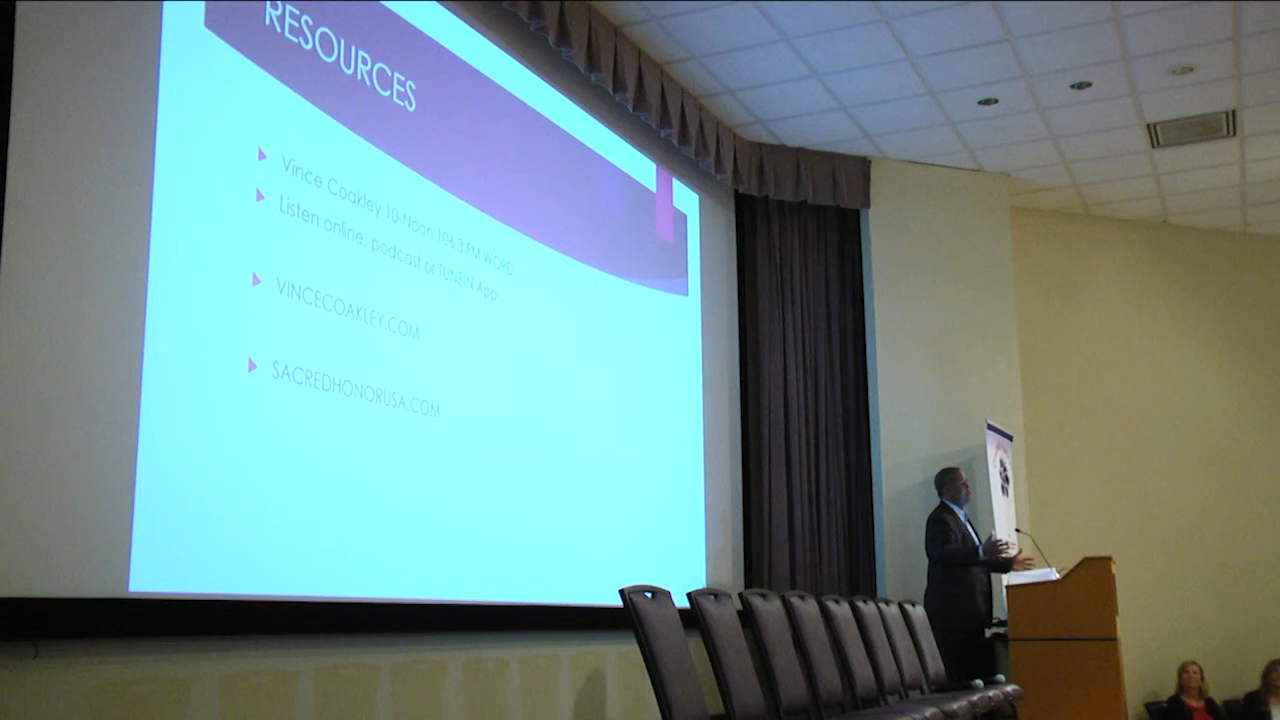 RESOURCES
Vince Coakley 10-Noon 106.3 FM WORD
Listen online, podcast or TUNEIN App
VINCECOAKLEY.COM
SACREDHONORUSA.COM